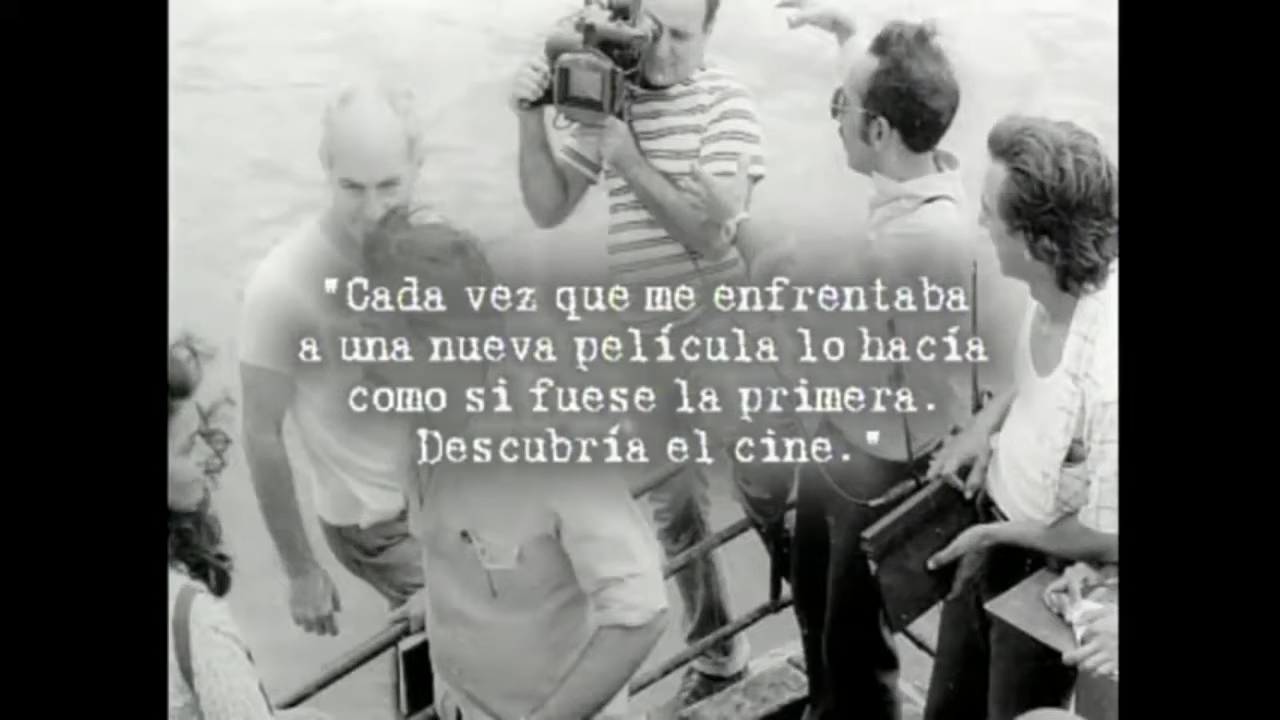 "Cada vez que me enfrentaba
a una nueva película lo hacía
como si fuese la primera.
Descubría el cine."